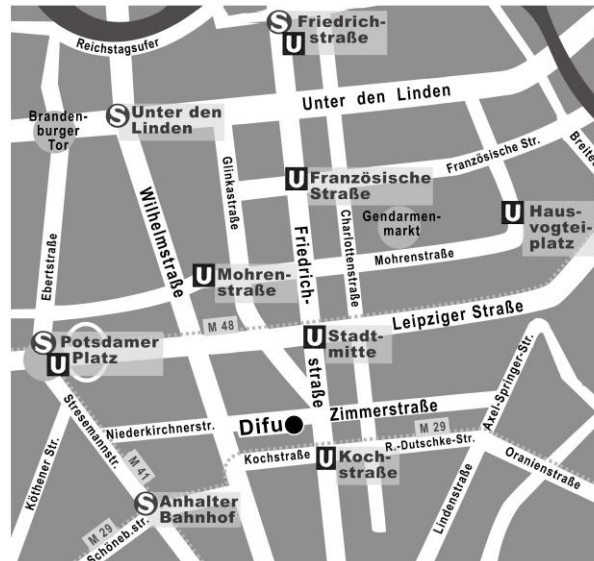 Reichstagsufer
S Friedrich-
U straße
Branden-
burger
Tor
S Unter den
Linden
Unter den Linden
Glinkastraße
Wilhelmstraße
Ebertstraße
U Französische
Straße
Französische Str.
Breite
Charlottenstraße
Gendarmen-
markt
U Haus-
vogtei-
platz
Friedrich-
straße
U Mohren-
straße
Mohrenstraße
M 48
Leipziger Straße
S Potsdamer
U Platz
U Stadt-
mitte
Axel-Springer-Str.
Stresemannstr.
M 41
Niederkirchnerstr.
Difu
Zimmerstraße
M 29
Kochstraße
U Koch-
straße
R.-Dutschke-Str.
Oranienstraße
Lindenstraße
Köthener Str.
S Anhalter
Bahnhof
M 29
Schöneb.str.